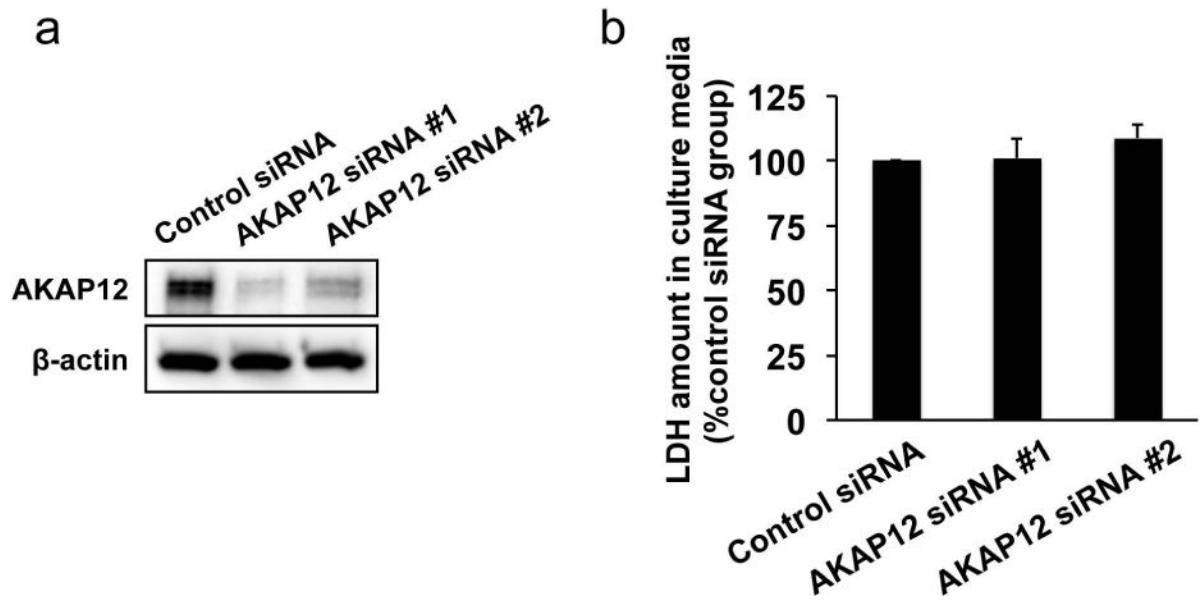 a
Control siRNA
AKAP12 siRNA #1
AKAP12 siRNA #2
AKAP12
β-actin
b
LDH amount in culture media
(%control siRNA group)
125
100
75
50
25
0
Control siRNA
AKAP12 siRNA #1
AKAP12 siRNA #2